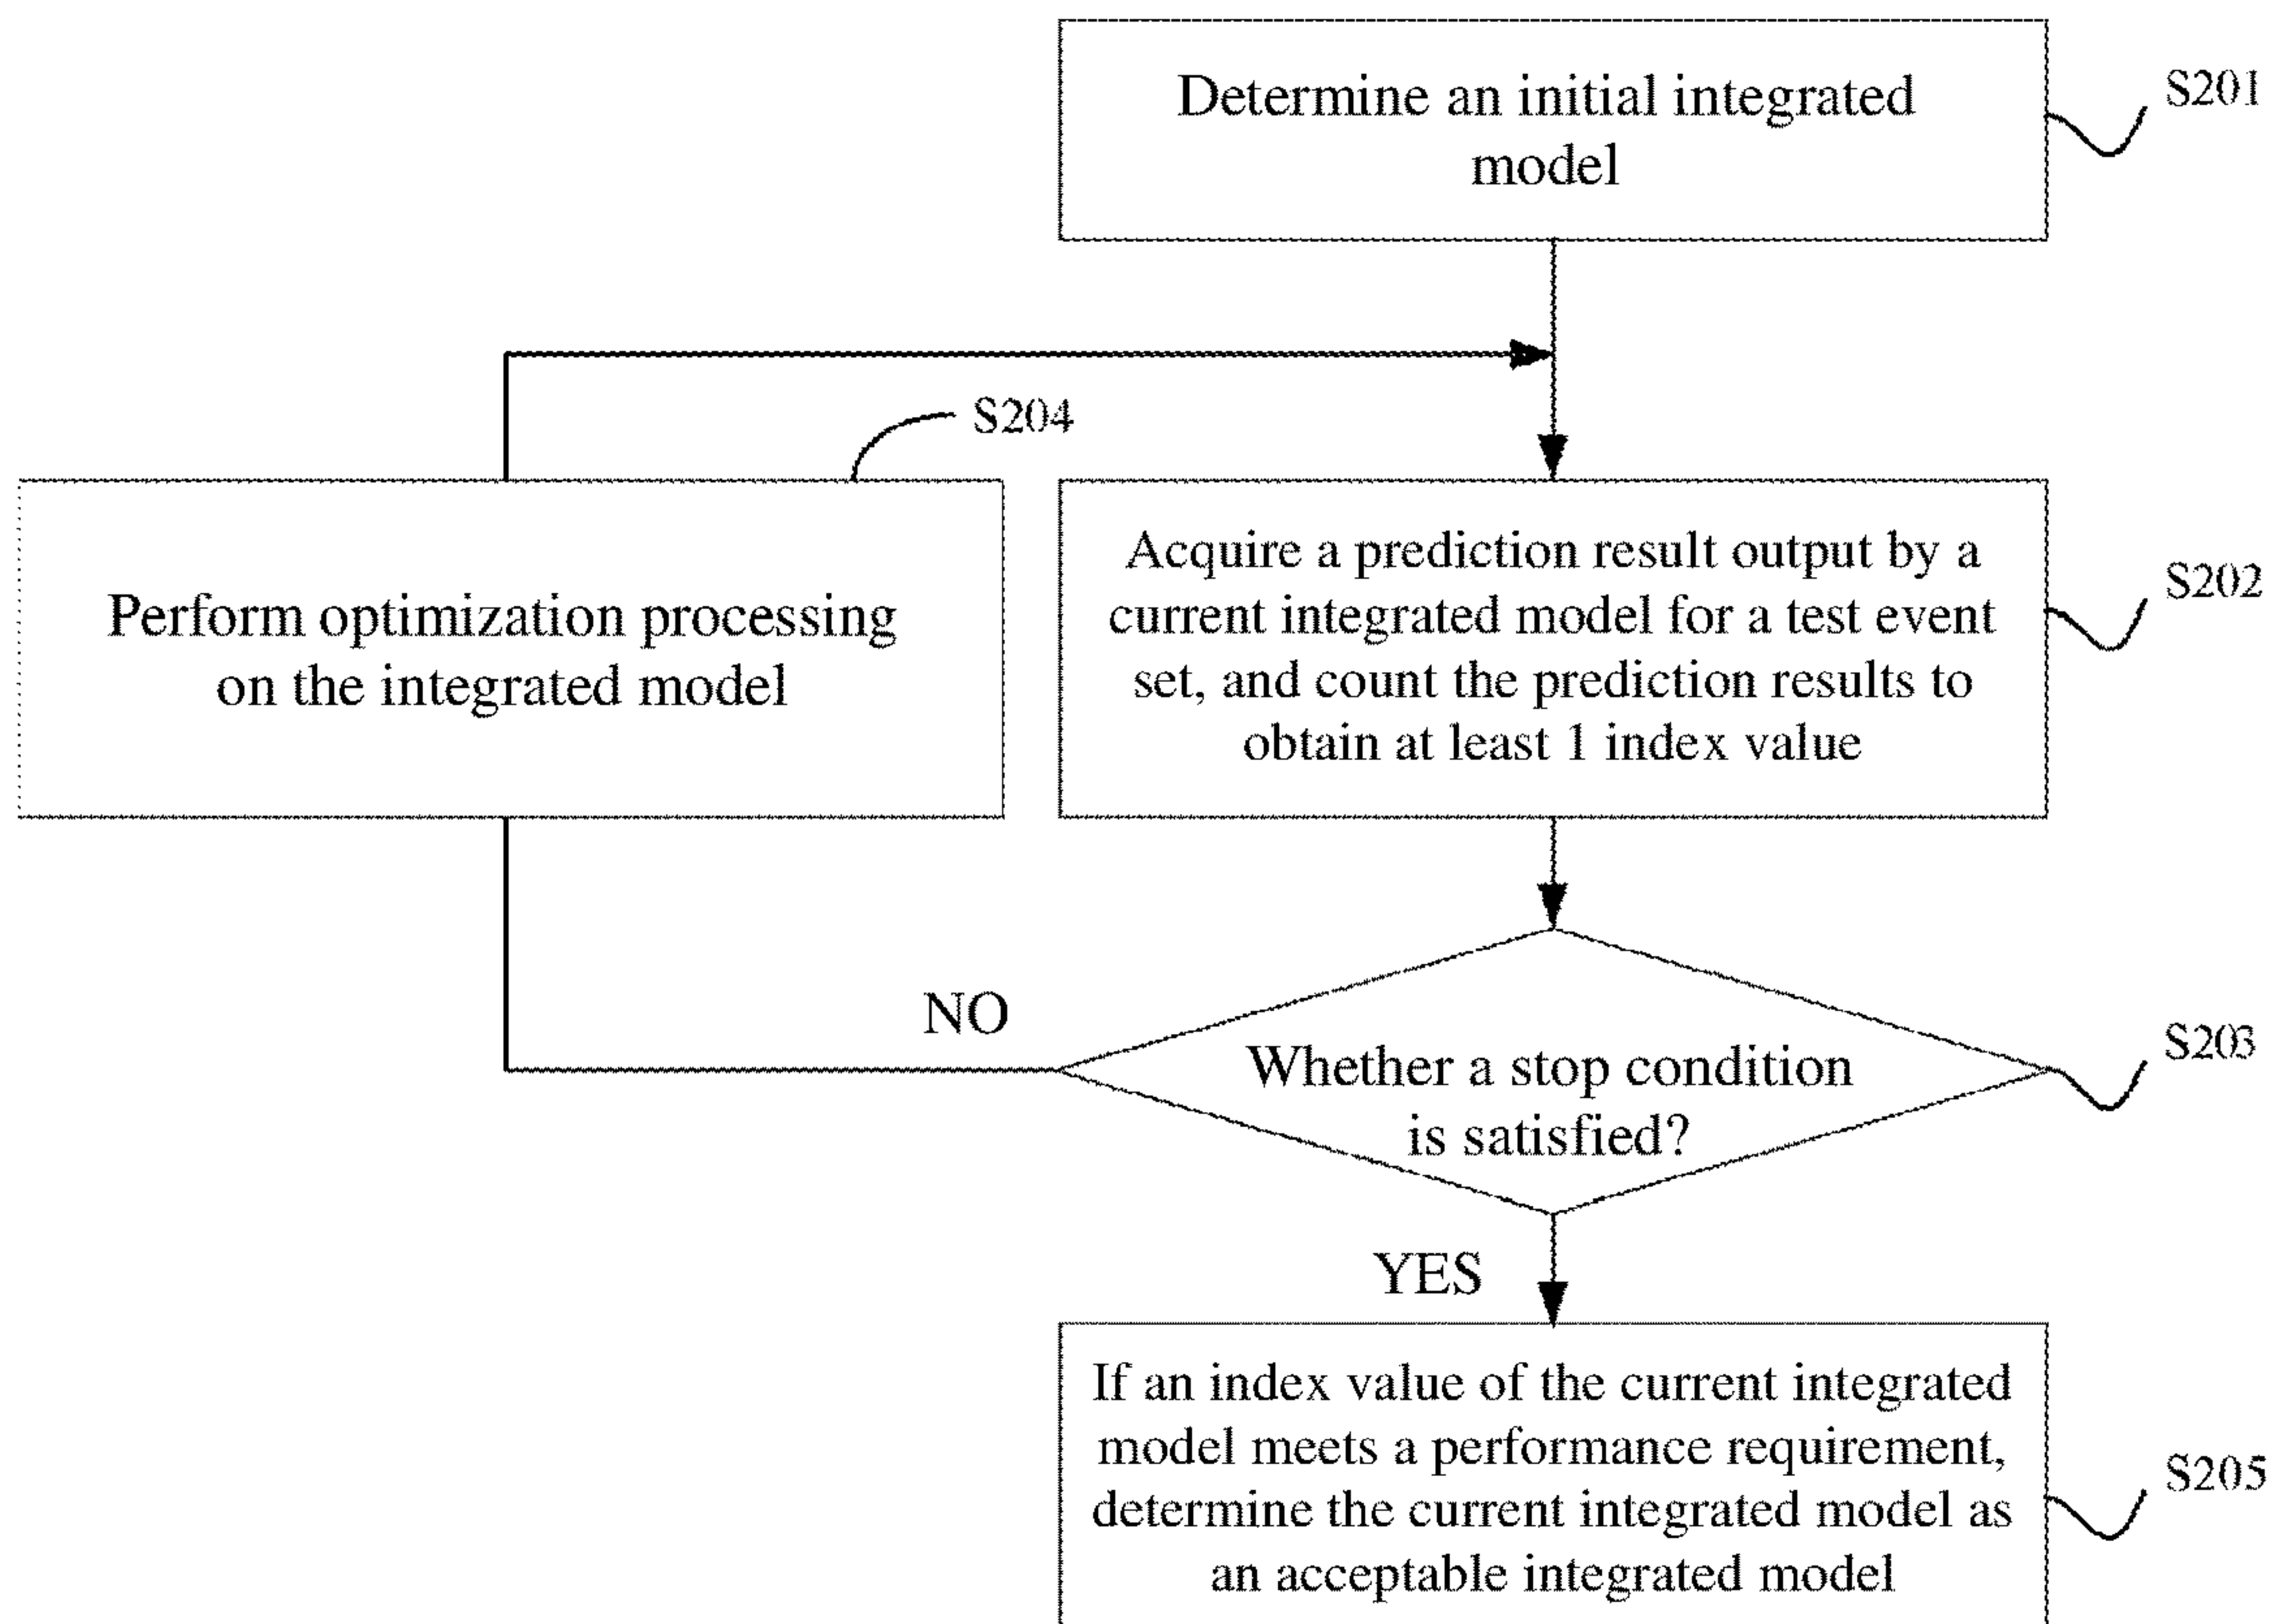 Determine an initial integrated
model
S201
S204
Perform optimization processing
on the integrated model
Acquire a prediction result output by a
current integrated model for a test event
set, and count the prediction results to
obtain at least 1 index value
S202
NO
Whether a stop condition
is satisfied?
S203
YES
If an index value of the current integrated
model meets a performance requirement,
determine the current integrated model as
an acceptable integrated model
S205